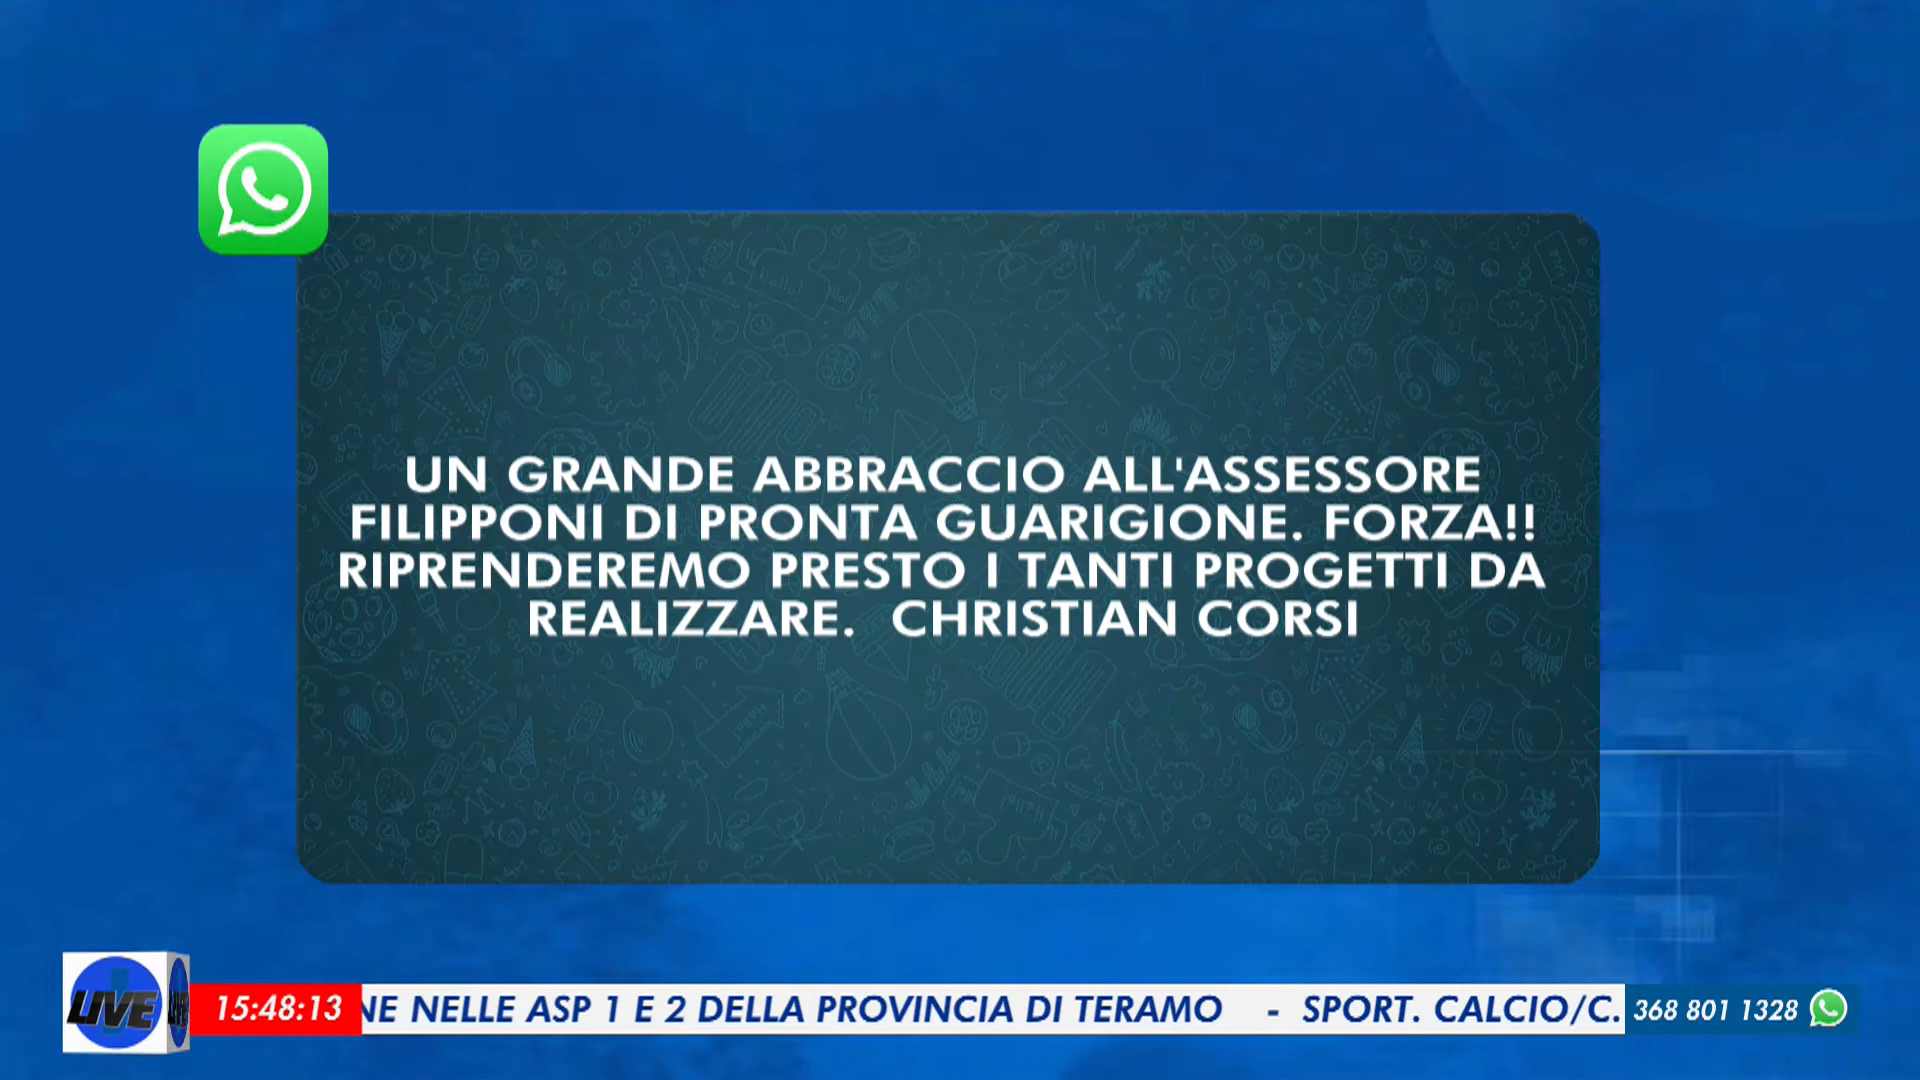 UN GRANDE ABBRACCIO ALL'ASSESSORE
FILIPPONI DI PRONTA GUARIGIONE. FORZA!!
RIPRENDEREMO PRESTO I TANTI PROGETTI DA
REALIZZARE. CHRISTIAN CORSI
LIVE
15:48:13
NE NELLE ASP 1 E 2 DELLA PROVINCIA DI TERAMO - SPORT. CALCIO/C.
368 801 1328